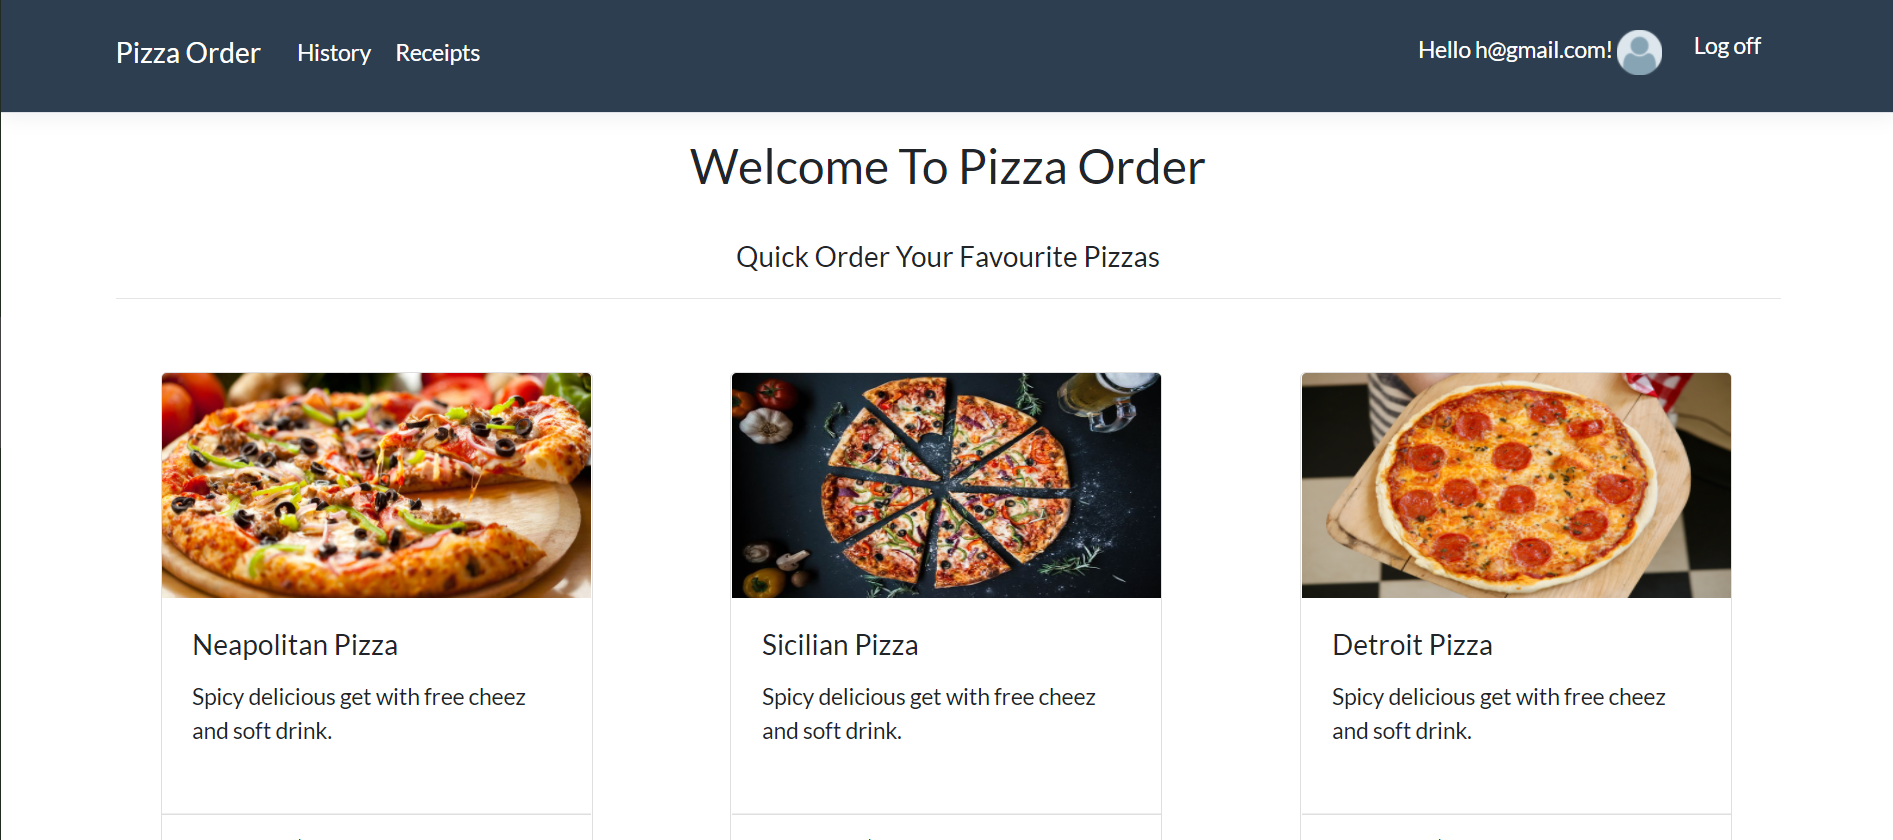 Pizza Order History Receipts Hello h@gmail.com! Log off
Welcome To Pizza Order
Quick Order Your Favourite Pizzas
Neapolitan Pizza
Spicy delicious get with free cheez
and soft drink.
Sicilian Pizza
Spicy delicious get with free cheez
and soft drink.
Detroit Pizza
Spicy delicious get with free cheez
and soft drink.